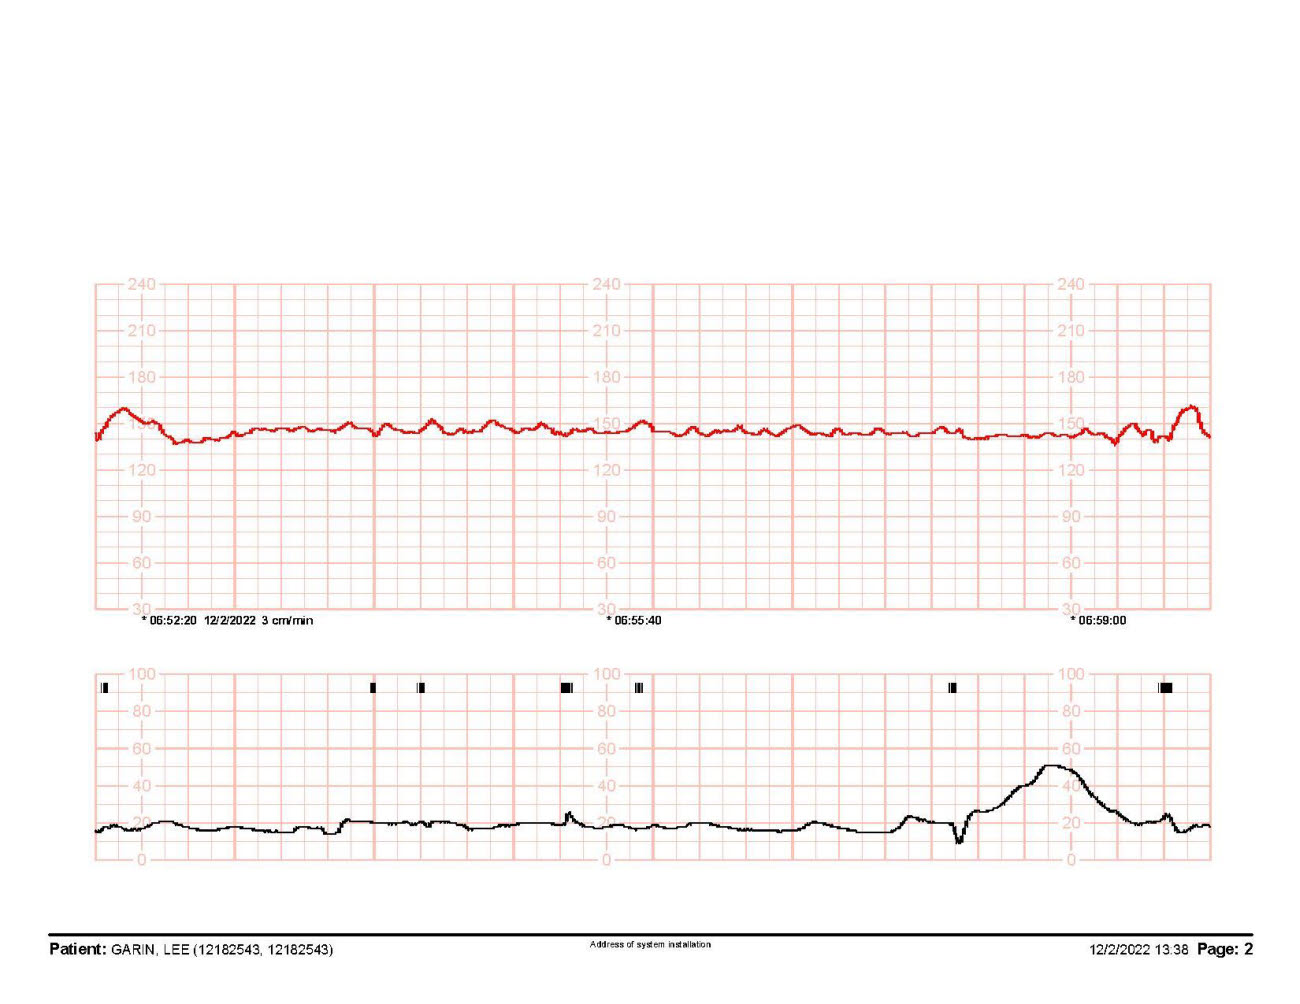 240 240 240
210 210 210
180 180 180
150 150 150
120 120 120
90 90 90
60 60 60
30 30 30
* 06:52:20 12/2/2022 3 cm/min * 06:55:40 * 06:59:00
100 100 100
80 80 80
60 60 60
40 40 40
20 20 20
0 0 0
Patient: GARIN, LEE (12182543, 12182543) Address of system installation 12/2/2022 13:38 Page: 2